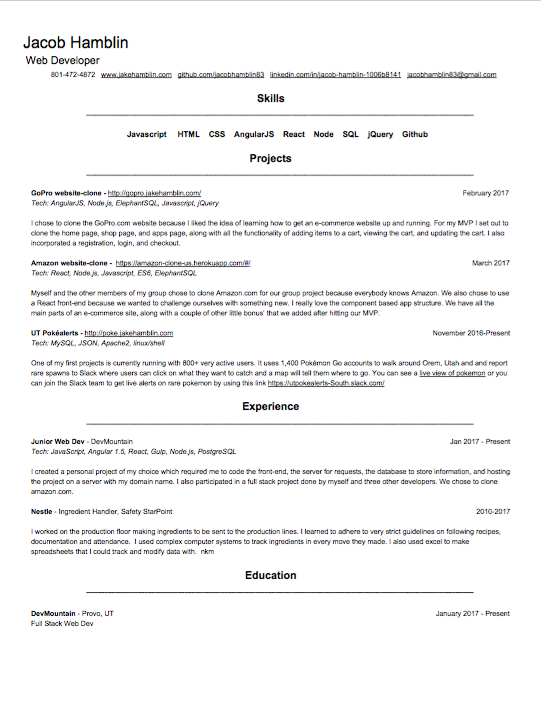 Jacob Hamblin
Web Developer
801-472-4872 www.jakehamblin.com github.com/jacobhamblin83 linkedin.com/in/jacob-hamblin-1006b8141 jacobhamblin83@gmail.com
Skills
Javascript HTML CSS AngularJS React Node SQL jQuery Github
Projects
GoPro website-clone - http://gopro.jakehamblin.com/ February 2017
Tech: AngularJS, Node.js, ElephantSQL, Javascript, jQuery
I chose to clone the GoPro.com website because I liked the idea of learning how to get an e-commerce website up and running. For my MVP I set out to
clone the home page, shop page, and apps page, along with all the functionality of adding items to a cart, viewing the cart, and updating the cart. I also
incorporated a registration, login, and checkout.
Amazon website-clone - https://amazon-clone-us.herokuapp.com/#/ March 2017
Tech: React, Node.js, Javascript, ES6, ElephantSQL
Myself and the other members of my group chose to clone Amazon.com for our group project because everybody knows Amazon. We also chose to use
a React front-end because we wanted to challenge ourselves with something new. I really love the component based app structure. We have all the
main parts of an e-commerce site, along with a couple of other little bonus' that we added after hitting our MVP.
UT Pokéalerts - http://poke.jakehamblin.com November 2016-Present
Tech: MySQL, JSON, Apache2, linux/shell
One of my first projects is currently running with 800+ very active users. It uses 1,400 Pokémon Go accounts to walk around Orem, Utah and and report
rare spawns to Slack where users can click on what they want to catch and a map will tell them where to go. You can see a live view of pokemon or you
can join the Slack team to get live alerts on rare pokemon by using this link https://utpokealerts-South.slack.com/
Experience
Junior Web Dev - DevMountain Jan 2017 - Present
Tech: JavaScript, Angular 1.5, React, Gulp, Node.js, PostgreSQL
I created a personal project of my choice which required me to code the front-end, the server for requests, the database to store information, and hosting
the project on a server with my domain name. I also participated in a full stack project done by myself and three other developers. We chose to clone
amazon.com.
Nestle - Ingredient Handler, Safety StarPoint 2010-2017
I worked on the production floor making ingredients to be sent to the production lines. I learned to adhere to very strict guidelines on following recipes,
documentation and attendance. I used complex computer systems to track ingredients in every move they made. I also used excel to make
spreadsheets that I could track and modify data with. nkm
Education
DevMountain - Provo, UT January 2017 - Present
Full Stack Web Dev